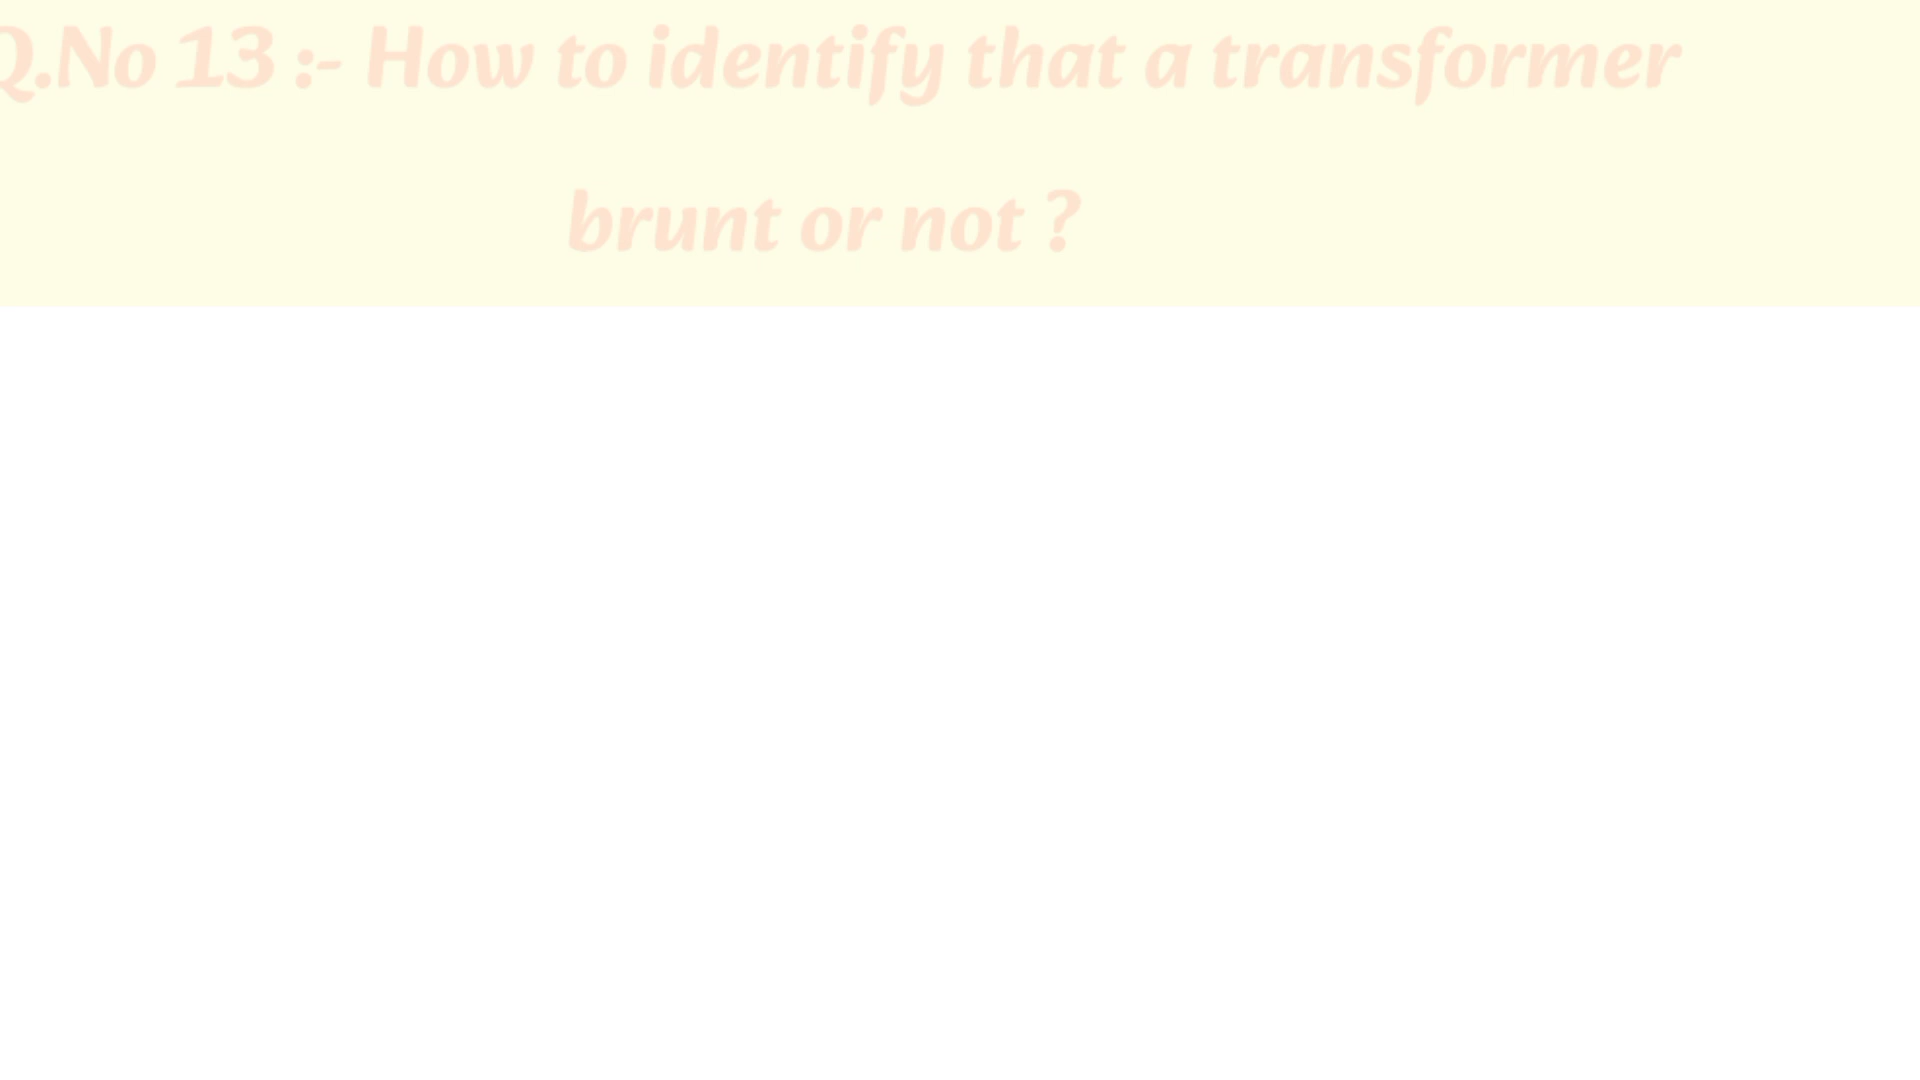 Q.No 13 :- How to identify that a transformer
brunt or not ?